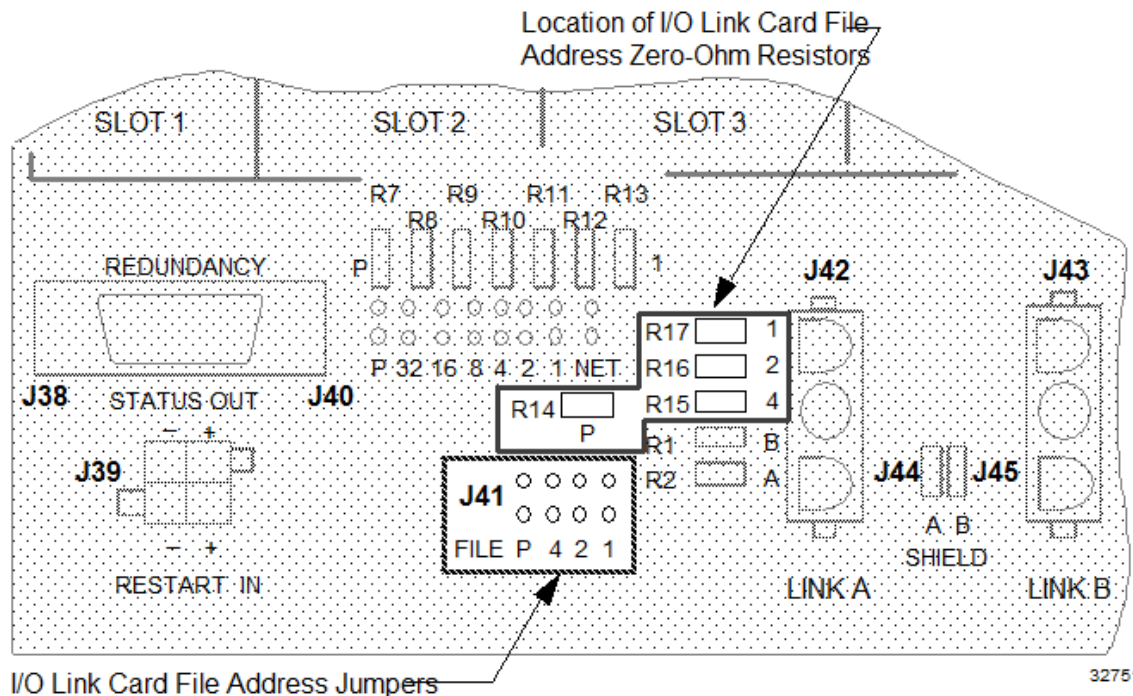 Location of I/O Link Card File
Address Zero-Ohm Resistors
SLOT 1 SLOT 2 SLOT 3
R7 R9 R11 R13
R8 R10 R12
P 1
REDUNDANCY
J42 J43
R17 1
P 32 16 8 4 2 1 NET
R16 2
J38 STATUS OUT J40
R14 R15 4
– +
P R1 B
J39 J41 R2 A J44 J45
FILE P 4 2 1
– +
A B
SHIELD
RESTART IN
LINK A LINK B
I/O Link Card File Address Jumpers
3275